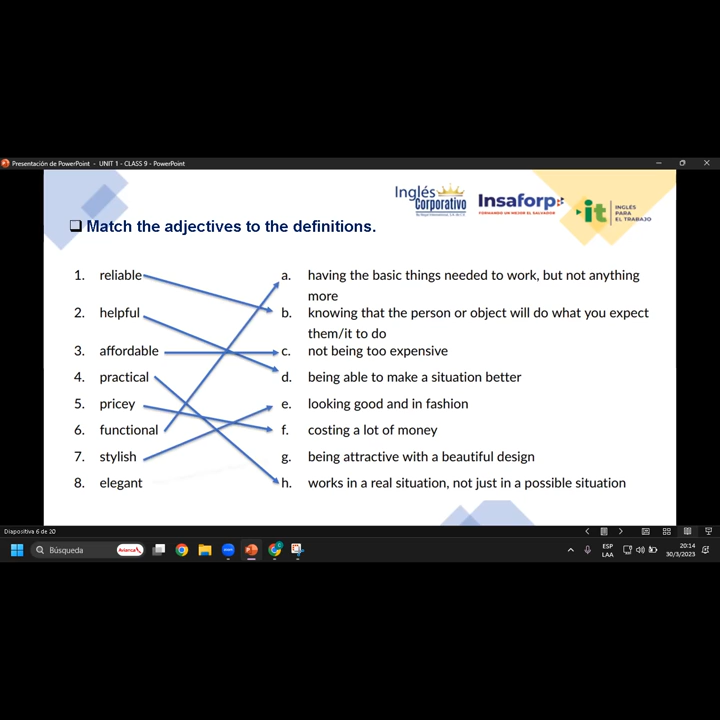 Presentación de PowerPoint - UNIT 1 - CLASS 9 - PowerPoint
Inglés
Corporativo
Insaforp
FORMANDO UN MEJOR EL SALVADOR
it
INGLÉS
PARA
EL TRABAJO
Match the adjectives to the definitions.
1. reliable
2. helpful
3. affordable
4. practical
5. pricey
6. functional
7. stylish
8. elegant
a. having the basic things needed to work, but not anything
more
b. knowing that the person or object will do what you expect
them/it to do
c. not being too expensive
d. being able to make a situation better
e. looking good and in fashion
f. costing a lot of money
g. being attractive with a beautiful design
h. works in a real situation, not just in a possible situation
Diapositiva 6 de 20
Búsqueda
Avianca
zoom
ESP
LAA
20:14
30/3/2023